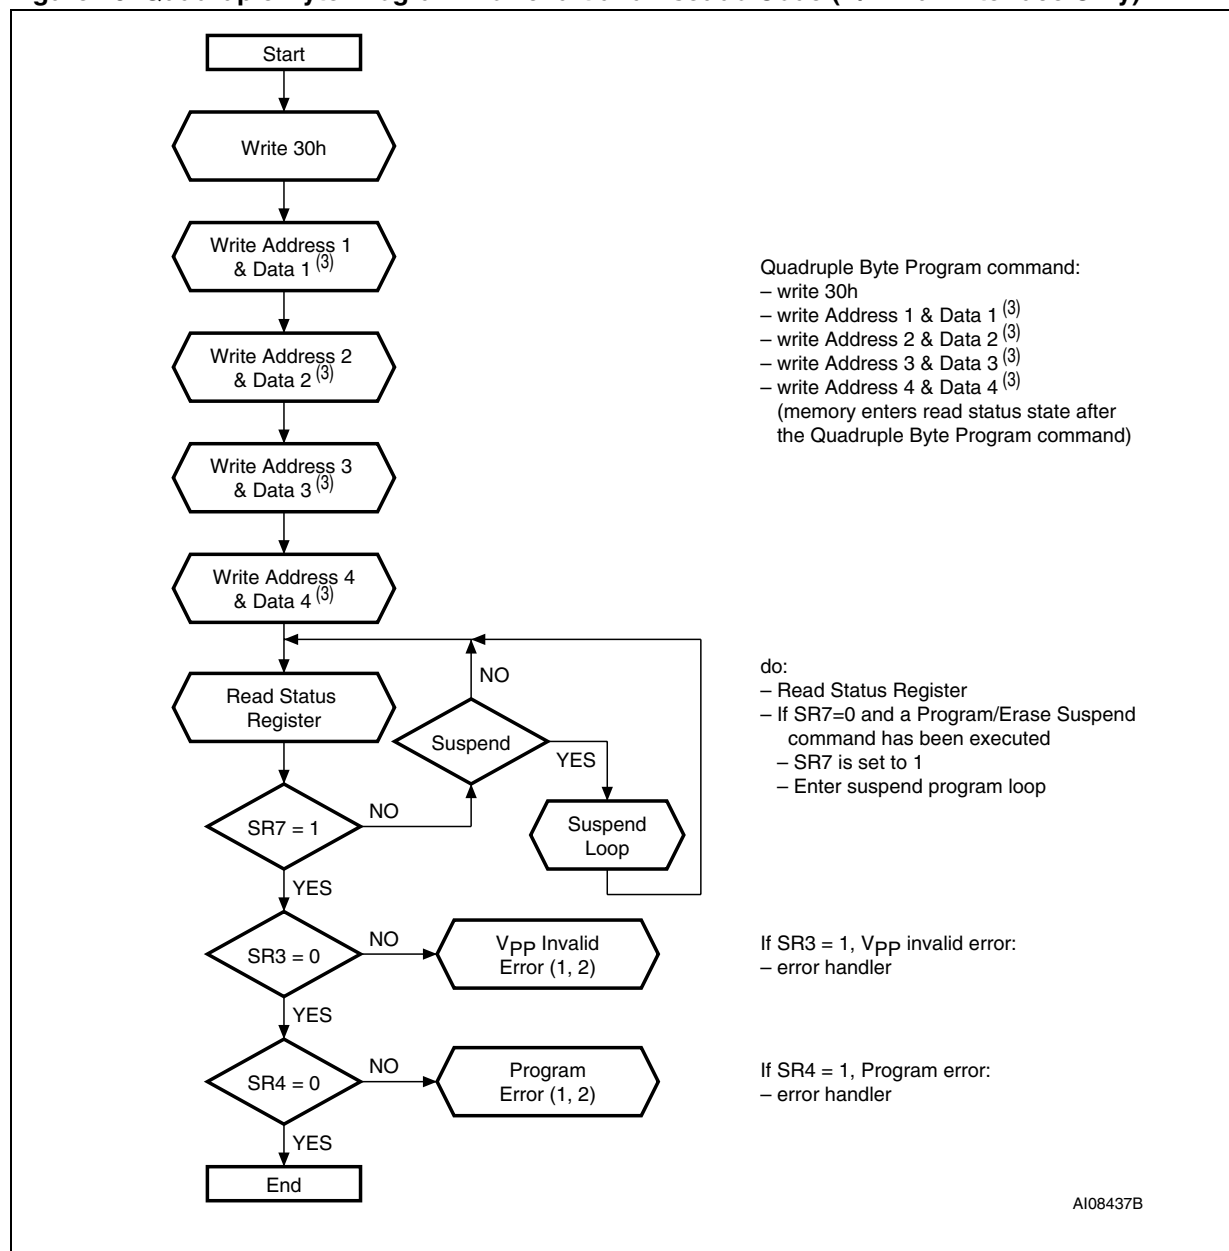 Start
Write 30h
Write Address 1
& Data 1 (3)
Write Address 2
& Data 2 (3)
Write Address 3
& Data 3 (3)
Write Address 4
& Data 4 (3)
Read Status
Register
NO
Suspend
YES
SR7 = 1
NO
Suspend
Loop
YES
SR3 = 0
NO
VPP Invalid
Error (1, 2)
YES
SR4 = 0
NO
Program
Error (1, 2)
YES
End
Quadruple Byte Program command:
– write 30h
– write Address 1 & Data 1 (3)
– write Address 2 & Data 2 (3)
– write Address 3 & Data 3 (3)
– write Address 4 & Data 4 (3)
(memory enters read status state after
the Quadruple Byte Program command)
do:
– Read Status Register
– If SR7=0 and a Program/Erase Suspend
command has been executed
– SR7 is set to 1
– Enter suspend program loop
If SR3 = 1, VPP invalid error:
– error handler
If SR4 = 1, Program error:
– error handler
AI08437B